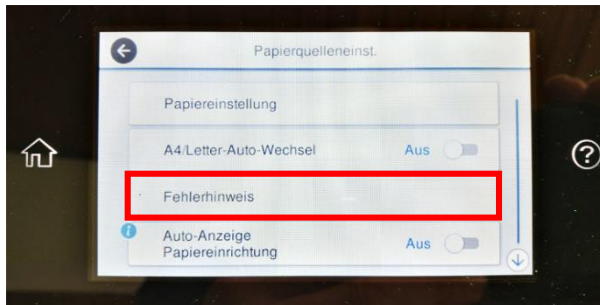 Papierquelleneinst.
Papiereinstellung
A4/Letter-Auto-Wechsel Aus
Fehlerhinweis
Auto-Anzeige
Papiereinrichtung Aus